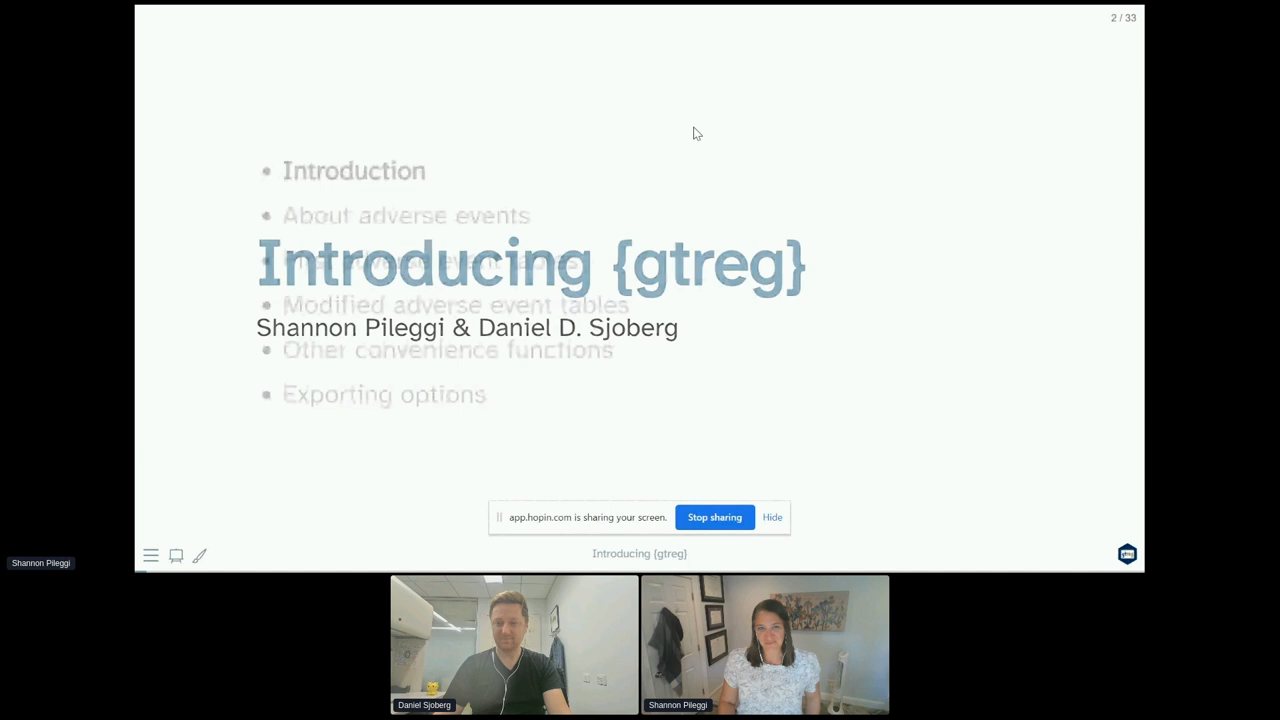 2 / 33
Introduction
About adverse events
Introducing {gtreg}
Modified adverse event tables
Shannon Pileggi & Daniel D. Sjoberg
Other convenience functions
Exporting options
app.hopin.com is sharing your screen. Stop sharing Hide
Introducing {gtreg}
Shannon Pileggi
Daniel Sjoberg
Shannon Pileggi